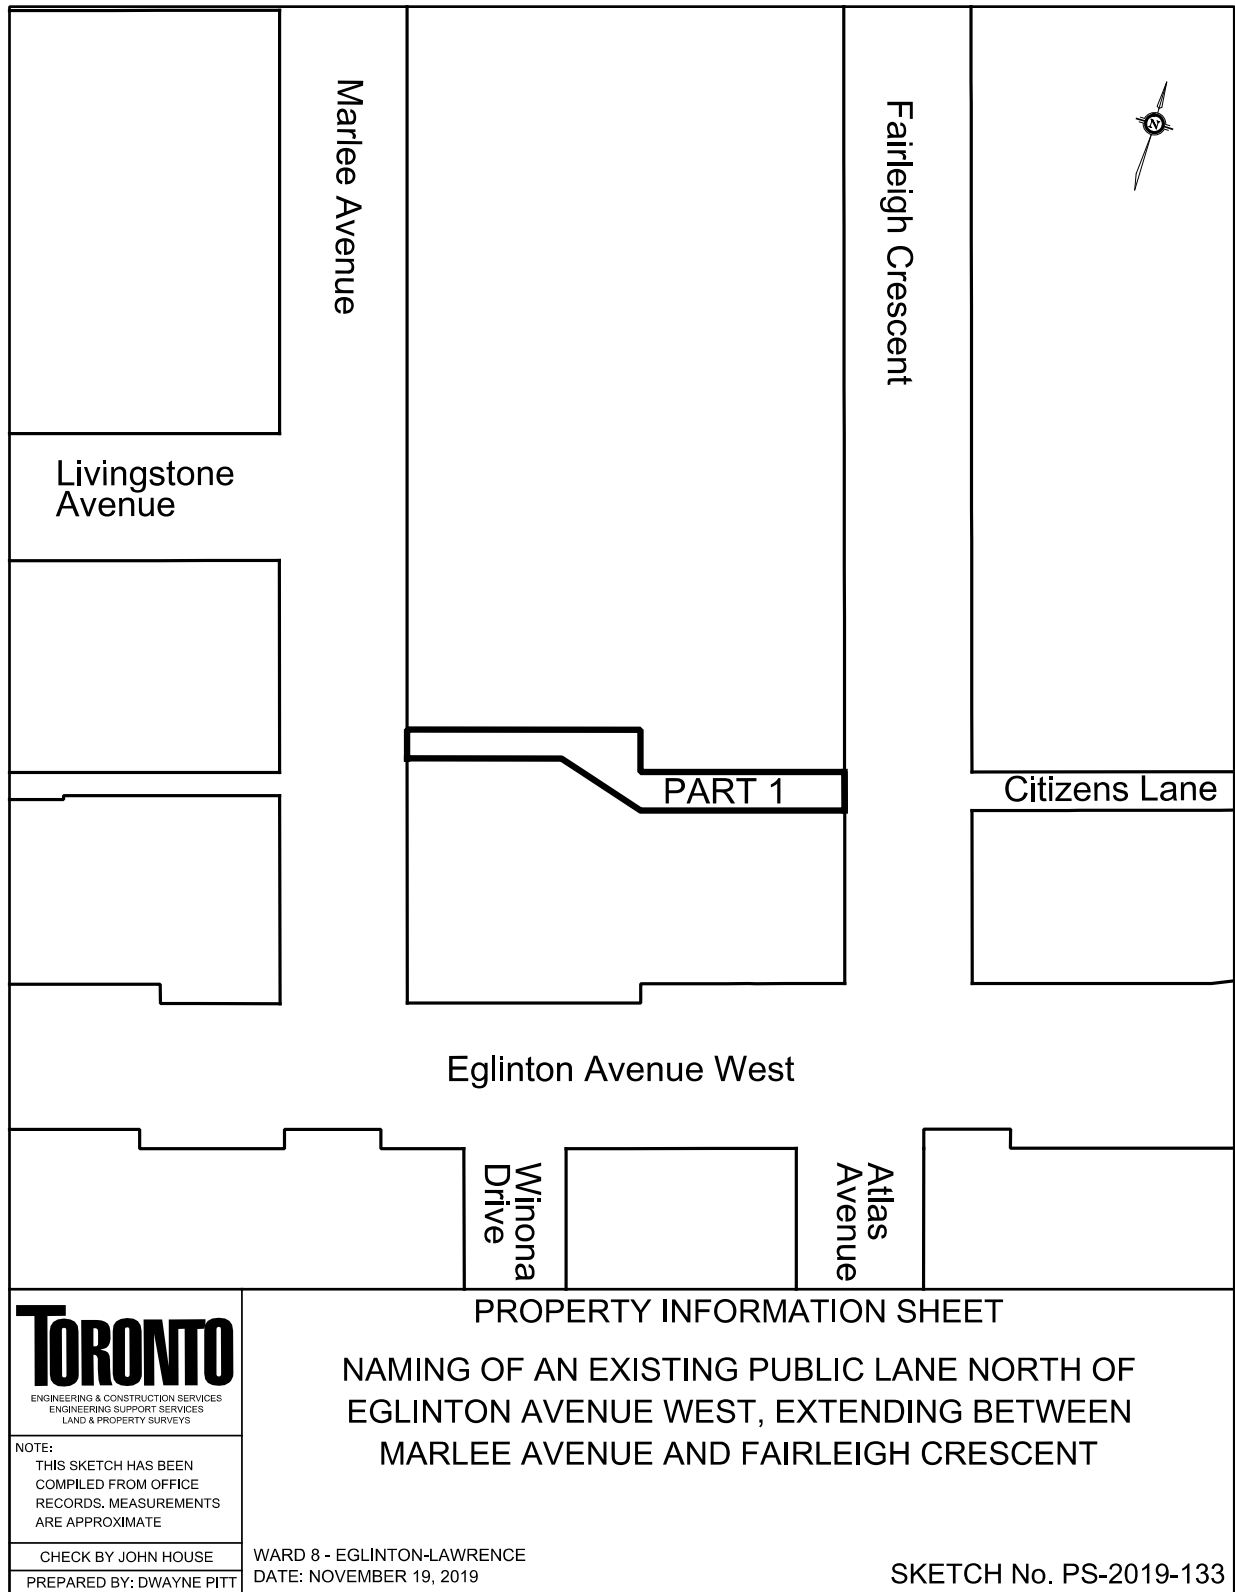 Marlee Avenue
Fairleigh Crescent
N
Livingstone
Avenue
PART 1
Citizens Lane
Eglinton Avenue West
Winona
Drive
Atlas
Avenue
TORONTO
ENGINEERING & CONSTRUCTION SERVICES
ENGINEERING SUPPORT SERVICES
LAND & PROPERTY SURVEYS
NOTE:
THIS SKETCH HAS BEEN
COMPILED FROM OFFICE
RECORDS. MEASUREMENTS
ARE APPROXIMATE
CHECK BY JOHN HOUSE
PREPARED BY: DWAYNE PITT
PROPERTY INFORMATION SHEET
NAMING OF AN EXISTING PUBLIC LANE NORTH OF
EGLINTON AVENUE WEST, EXTENDING BETWEEN
MARLEE AVENUE AND FAIRLEIGH CRESCENT
WARD 8 - EGLINTON-LAWRENCE
DATE: NOVEMBER 19, 2019
SKETCH No. PS-2019-133